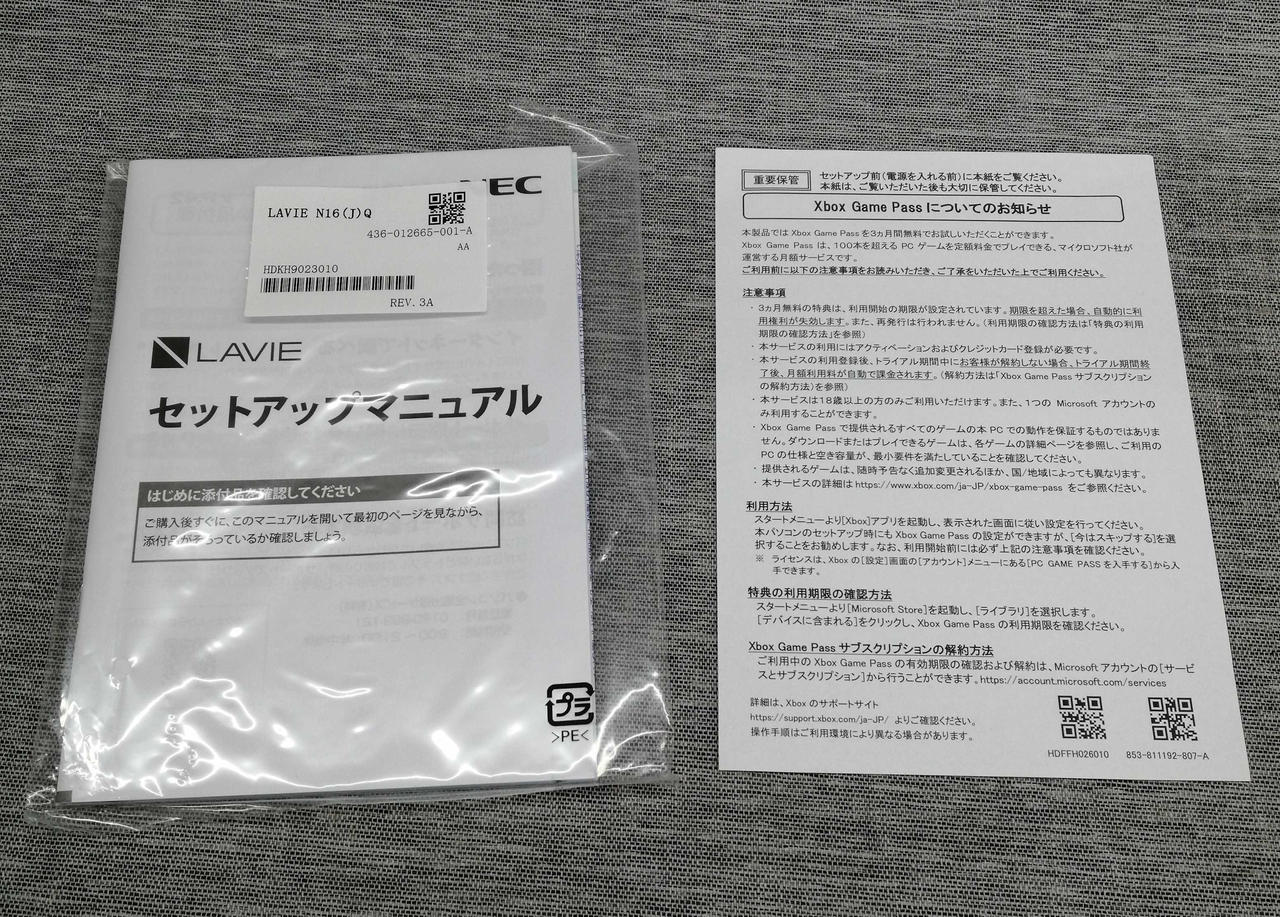 NEC
LAVIE N16(J)Q
436-012665-001-A
AA
HDKH9023010
REV.3A
LAVIE
セットアップマニュアル
はじめに添付品を確認してください
ご購入後すぐに、このマニュアルを開いて最初のページを見ながら、
添付品がそろっているか確認しましょう。
プラ
>PE<
重要保管
セットアップ前(電源を入れる前)に本紙をご覧ください。
本紙は、ご覧いただいた後も大切に保管してください。
Xbox Game Pass についてのお知らせ
本製品では Xbox Game Pass を3ヵ月間無料でお試しいただくことができます。
Xbox Game Pass は、100本を超える PC ゲームを定額料金でプレイできる、マイクロソフト社が
運営する月額サービスです。
ご利用前に以下の注意事項をお読みいただき、ご了承をいただいた上でご利用ください。
注意事項
・3ヵ月無料の特典は、利用開始の期限が設定されています。期限を超えた場合、自動的に利
用権利が失効します。また、再発行は行われません。(利用期限の確認方法は「特典の利用
期限の確認方法」を参照)
・本サービスの利用にはアクティベーションおよびクレジットカード登録が必要です。
・本サービスの利用登録後、トライアル期間中にお客様が解約しない場合、トライアル期間終
了後、月額利用料が自動で課金されます。(解約方法は「Xbox Game Pass サブスクリプション
の解約方法」を参照)
・本サービスは18歳以上の方のみご利用いただけます。また、1つの Microsoft アカウントの
み利用することができます。
・Xbox Game Pass で提供されるすべてのゲームの本 PC での動作を保証するものではありま
せん。ダウンロードまたはプレイできるゲームは、各ゲームの詳細ページを参照し、ご利用の
PC の仕様と空き容量が、最小要件を満たしていることを確認してください。
・提供されるゲームは、随時予告なく追加変更されるほか、国/地域によっても異なります。
・本サービスの詳細は https://www.xbox.com/ja-JP/xbox-game-pass をご参照ください。
利用方法
スタートメニューより[Xbox]アプリを起動し、表示された画面に従い設定を行ってください。
本パソコンのセットアップ時にも Xbox Game Pass の設定ができますが、[今はスキップする]を選
択することをお勧めします。なお、利用開始前には必ず上記の注意事項を確認ください。
※ ライセンスは、Xbox の[設定]画面の[アカウント]メニューにある[PC GAME PASS を入手する]から入
手できます。
特典の利用期限の確認方法
スタートメニューより[Microsoft Store]を起動し、[ライブラリ]を選択します。
[デバイスに含まれる]をクリックし、Xbox Game Pass の利用期限を確認ください。
Xbox Game Pass サブスクリプションの解約方法
ご利用中の Xbox Game Pass の有効期限の確認および解約は、Microsoft アカウントの[サービ
スとサブスクリプション]から行うことができます。https://account.microsoft.com/services
詳細は、Xbox のサポートサイト
https://support.xbox.com/ja-JP/ よりご確認ください。
操作手順はご利用環境により異なる場合があります。
HDFFH026010 853-811192-807-A